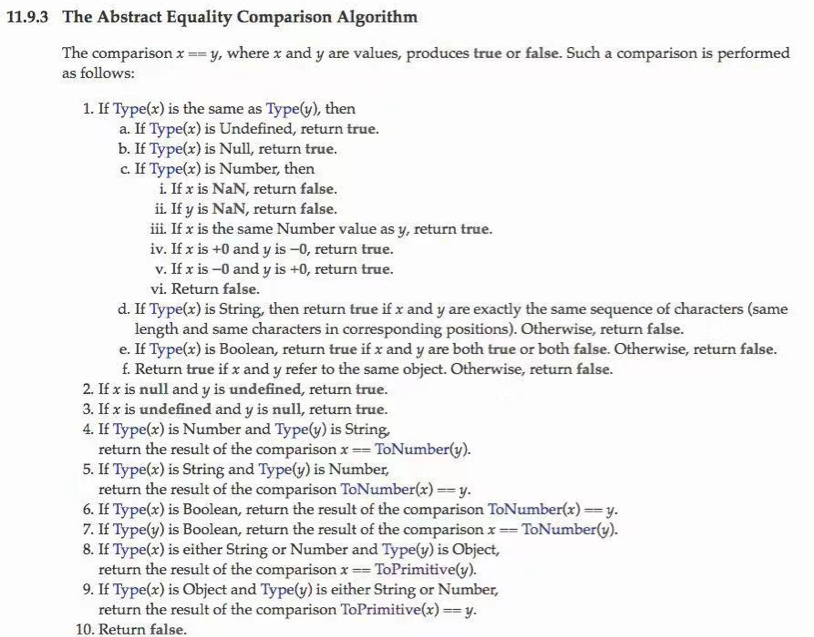 11.9.3 The Abstract Equality Comparison Algorithm
The comparison x == y, where x and y are values, produces true or false. Such a comparison is performed
as follows:
1. If Type(x) is the same as Type(y), then
a. If Type(x) is Undefined, return true.
b. If Type(x) is Null, return true.
c. If Type(x) is Number, then
i. If x is NaN, return false.
ii. If y is NaN, return false.
iii. If x is the same Number value as y, return true.
iv. If x is +0 and y is −0, return true.
v. If x is −0 and y is +0, return true.
vi. Return false.
d. If Type(x) is String, then return true if x and y are exactly the same sequence of characters (same
length and same characters in corresponding positions). Otherwise, return false.
e. If Type(x) is Boolean, return true if x and y are both true or both false. Otherwise, return false.
f. Return true if x and y refer to the same object. Otherwise, return false.
2. If x is null and y is undefined, return true.
3. If x is undefined and y is null, return true.
4. If Type(x) is Number and Type(y) is String,
return the result of the comparison x == ToNumber(y).
5. If Type(x) is String and Type(y) is Number,
return the result of the comparison ToNumber(x) == y.
6. If Type(x) is Boolean, return the result of the comparison ToNumber(x) == y.
7. If Type(y) is Boolean, return the result of the comparison x == ToNumber(y).
8. If Type(x) is either String or Number and Type(y) is Object,
return the result of the comparison x == ToPrimitive(y).
9. If Type(x) is Object and Type(y) is either String or Number,
return the result of the comparison ToPrimitive(x) == y.
10. Return false.